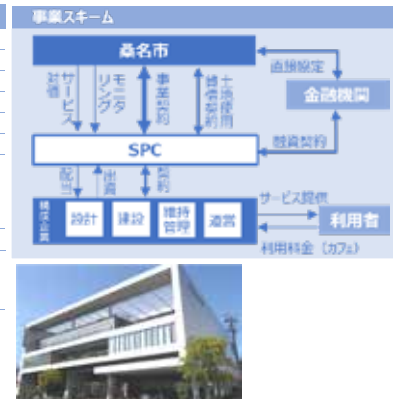 事業スキーム
桑名市
サービス対価
モニタリング
事業契約
土地使用貸借契約
直接協定
金融機関
融資契約
SPC
配当
出資
契約
構成企業
設計
建設
維持管理
運営
サービス提供
利用者
利用料金（カフェ）